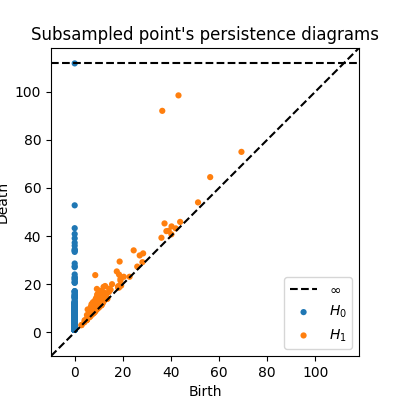 Subsampled point's persistence diagrams
Death
100
80
60
40
20
0
∞
H₀
H₁
0 20 40 60 80 100
Birth